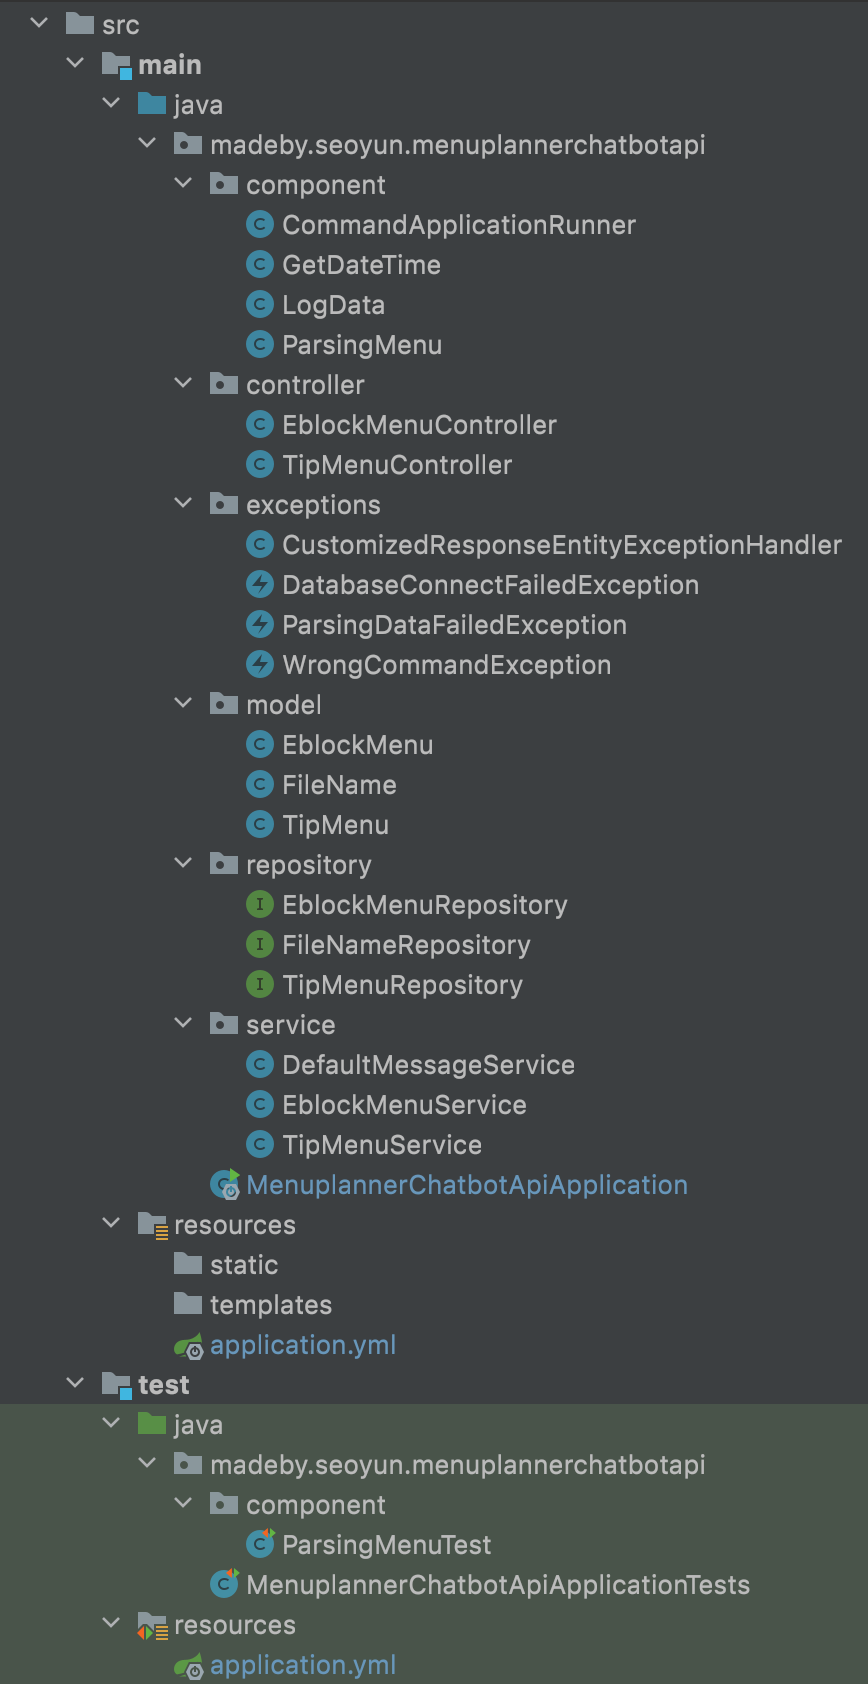 src
main
java
madeby.seoyun.menuplannerchatbotapi
component
CommandApplicationRunner
GetDateTime
LogData
ParsingMenu
controller
EblockMenuController
TipMenuController
exceptions
CustomizedResponseEntityExceptionHandler
DatabaseConnectFailedException
ParsingDataFailedException
WrongCommandException
model
EblockMenu
FileName
TipMenu
repository
EblockMenuRepository
FileNameRepository
TipMenuRepository
service
DefaultMessageService
EblockMenuService
TipMenuService
MenuplannerChatbotApiApplication
resources
static
templates
application.yml
test
java
madeby.seoyun.menuplannerchatbotapi
component
ParsingMenuTest
MenuplannerChatbotApiApplicationTests
resources
application.yml